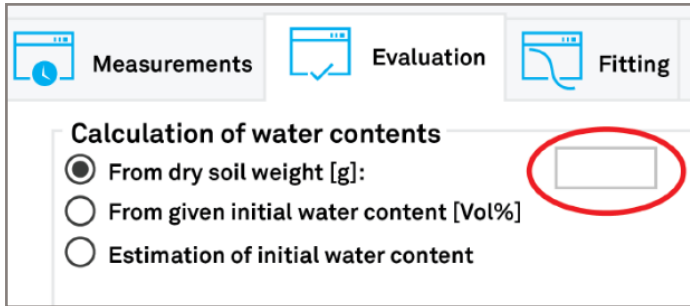 Measurements
Evaluation
Fitting
Calculation of water contents
From dry soil weight [g]:
From given initial water content [Vol%]
Estimation of initial water content